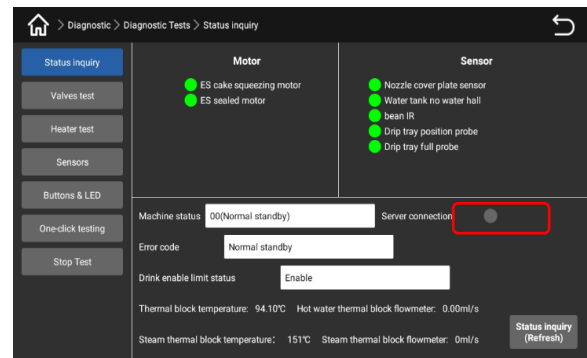 > Diagnostic > Diagnostic Tests > Status inquiry
Status inquiry
Valves test
Heater test
Sensors
Buttons & LED
One-click testing
Stop Test
Motor
ES cake squeezing motor
ES sealed motor
Sensor
Nozzle cover plate sensor
Water tank no water hall
bean IR
Drip tray position probe
Drip tray full probe
Machine status 00(Normal standby) Server connection
Error code Normal standby
Drink enable limit status Enable
Thermal block temperature: 94.10℃ Hot water thermal block flowmeter: 0.00ml/s
Steam thermal block temperature: 151℃ Steam thermal block flowmeter: 0ml/s
Status inquiry
(Refresh)